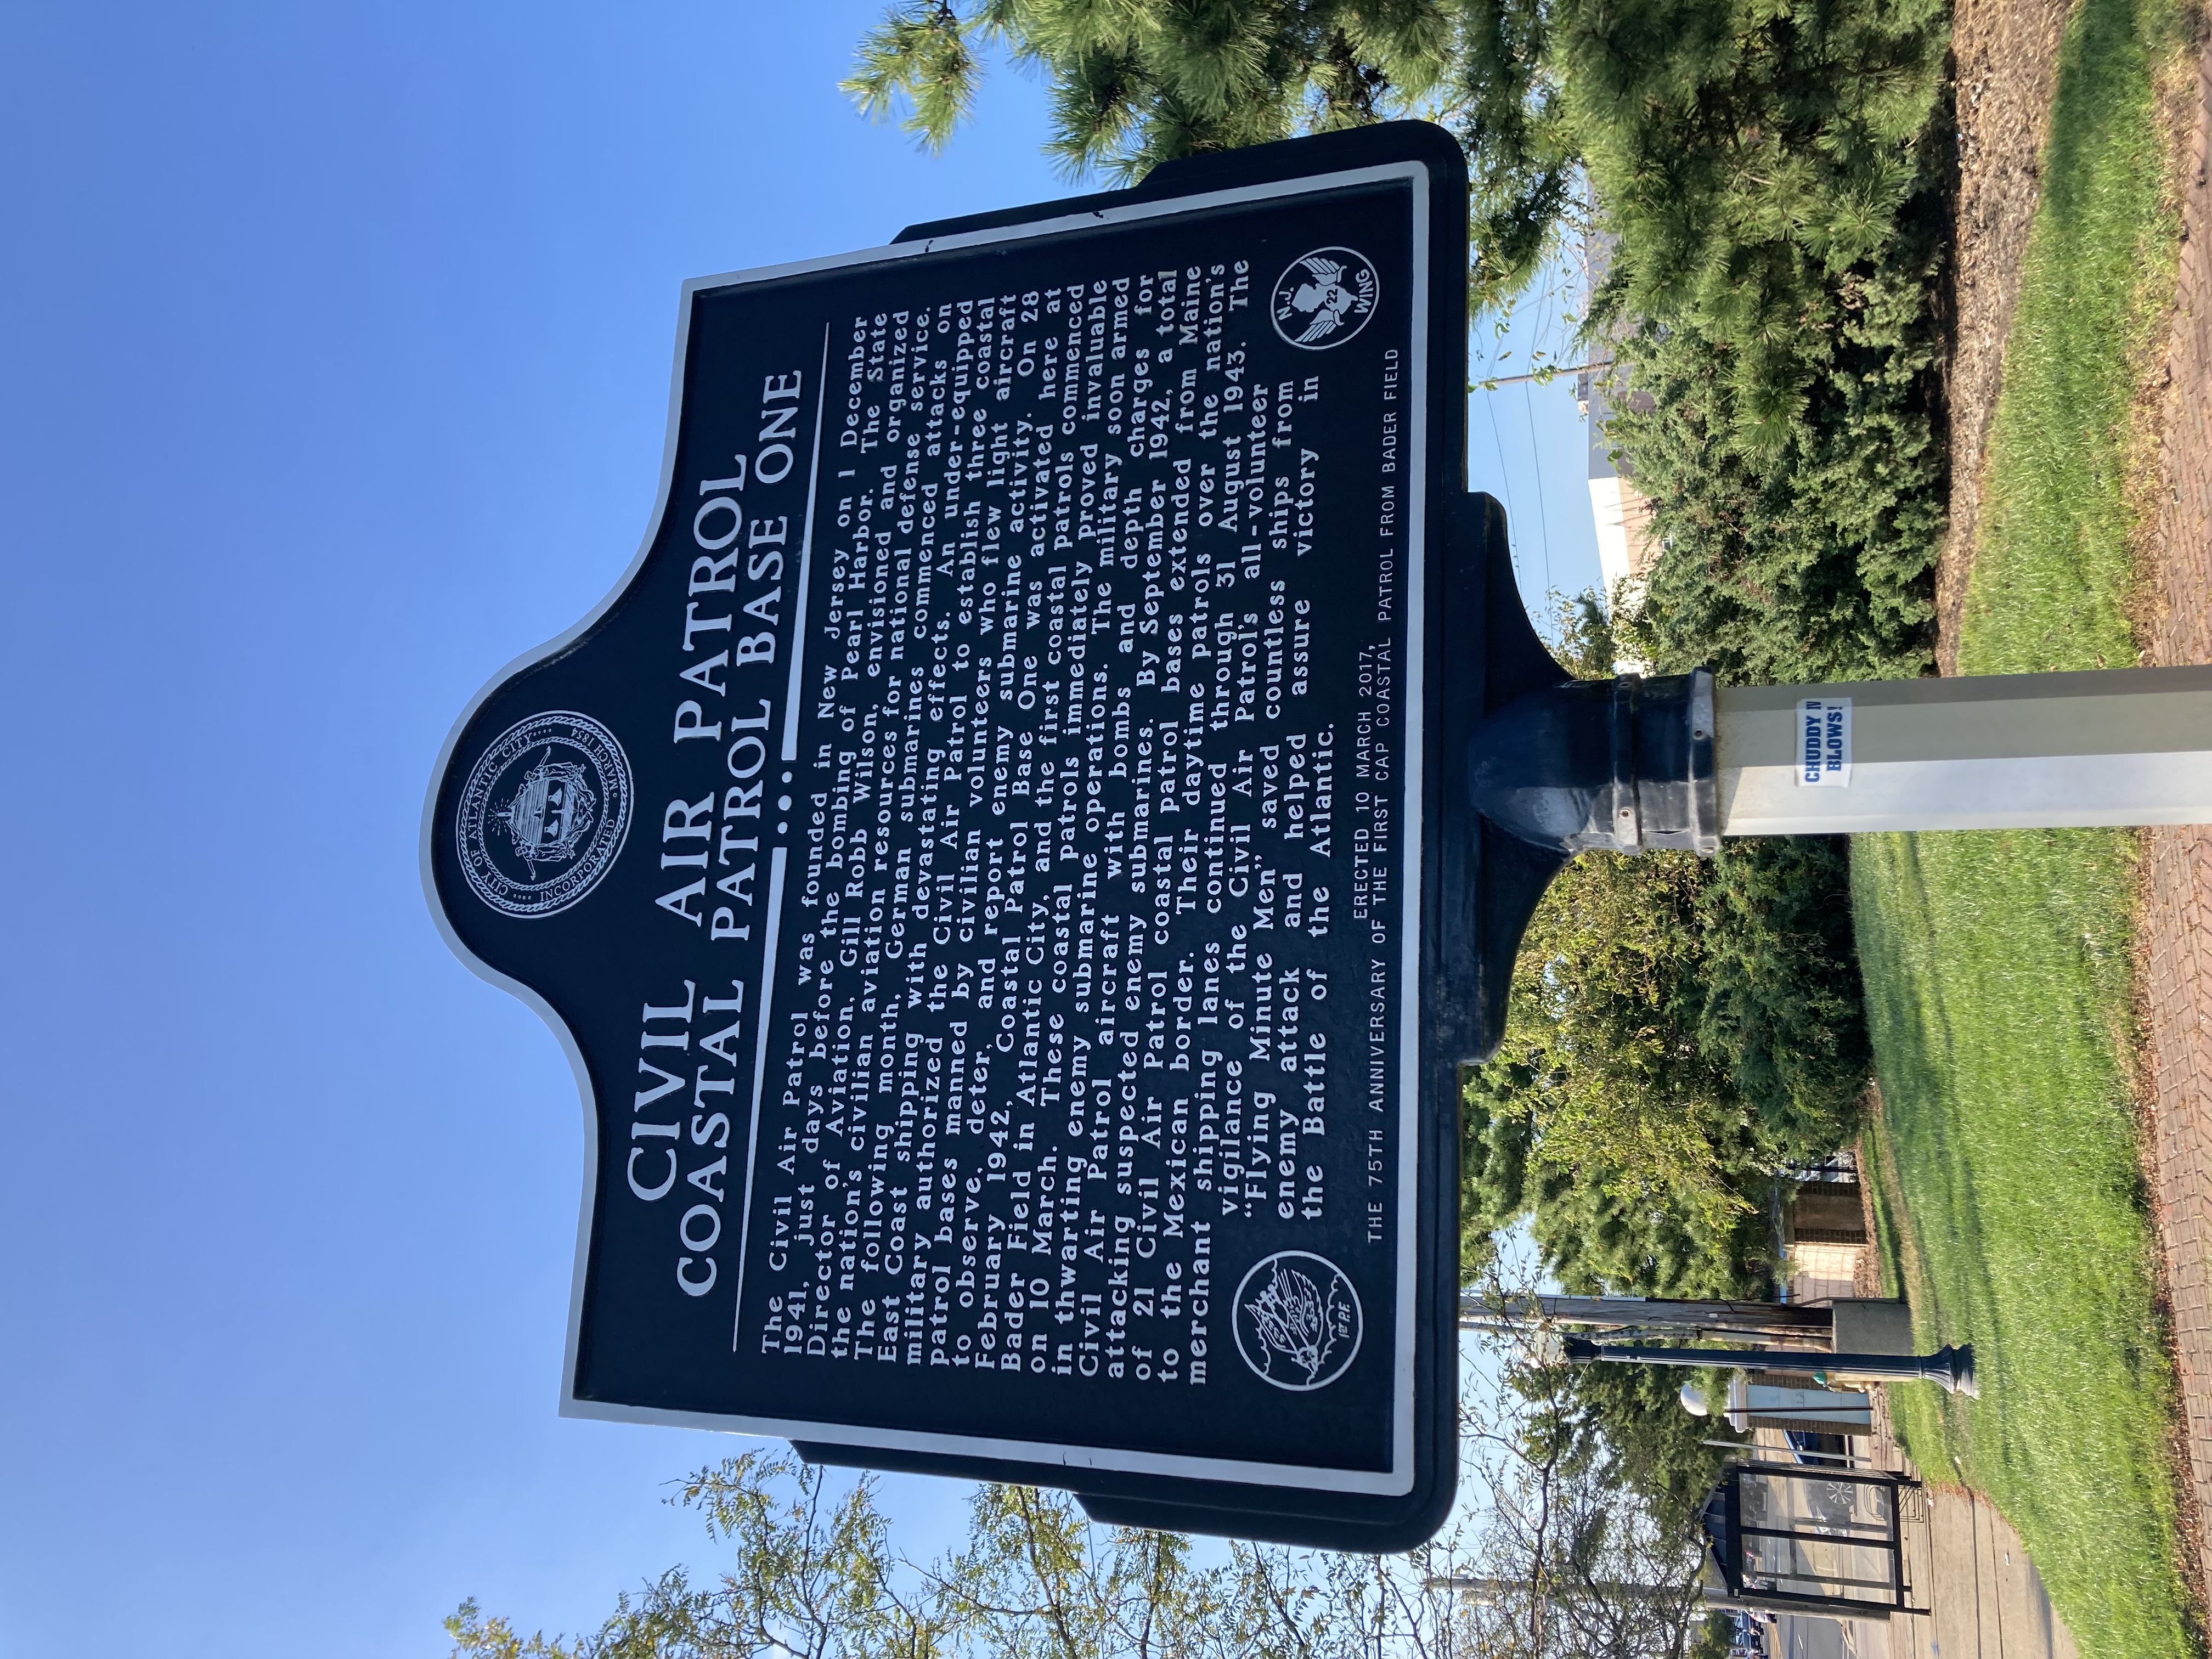 CITY OF ATLANTIC CITY
INCORPORATED MARCH 1854
CIVIL AIR PATROL
COASTAL PATROL BASE ONE
The Civil Air Patrol was founded in New Jersey on 1 December
1941, just days before the bombing of Pearl Harbor. The State
Director of Aviation, Gill Robb Wilson, envisioned and organized
the nation's civilian aviation resources for national defense service.
The following month, German submarines commenced attacks on
East Coast shipping with devastating effects. An under-equipped
military authorized the Civil Air Patrol to establish three coastal
patrol bases manned by civilian volunteers who flew light aircraft
to observe, deter, and report enemy submarine activity. On 28
February 1942, Coastal Patrol Base One was activated here at
Bader Field in Atlantic City, and the first coastal patrols commenced
on 10 March. These coastal patrols immediately proved invaluable
in thwarting enemy submarine operations. The military soon armed
Civil Air Patrol aircraft with bombs and depth charges for
attacking suspected enemy submarines. By September 1942, a total
of 21 Civil Air Patrol coastal patrol bases extended from Maine
to the Mexican border. Their daytime patrols over the nation's
merchant shipping lanes continued through 31 August 1943. The
vigilance of the Civil Air Patrol's all-volunteer
"Flying Minute Men" saved countless ships from
enemy attack and helped assure victory in
the Battle of the Atlantic.
1st P.F.
N.J.
22
WING
ERECTED 10 MARCH 2017,
THE 75TH ANNIVERSARY OF THE FIRST CAP COASTAL PATROL FROM BADER FIELD
CHUDDY IV
BLOWS!